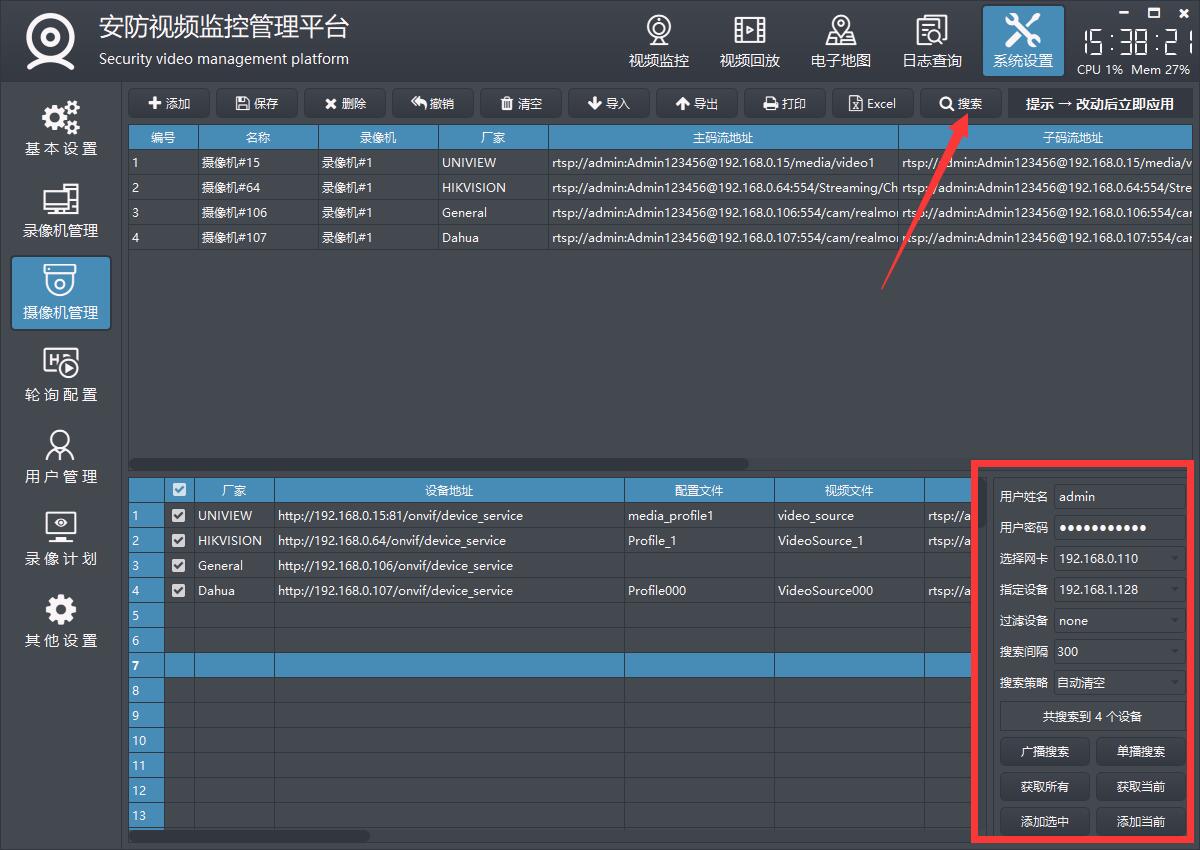 安防视频监控管理平台
Security video management platform
视频监控 视频回放 电子地图 日志查询 系统设置
15:38:21
CPU 1% Mem 27%
基本设置
录像机管理
摄像机管理
轮询配置
用户管理
录像计划
其他设置
添加 保存 删除 撤销 清空 导入 导出 打印 Excel 搜索 提示 → 改动后立即应用
编号 名称 录像机 厂家 主码流地址 子码流地址
1 摄像机#15 录像机#1 UNIVIEW rtsp://admin:Admin123456@192.168.0.15/media/video1 rtsp://admin:Admin123456@192.168.0.15/media/v
2 摄像机#64 录像机#1 HIKVISION rtsp://admin:Admin123456@192.168.0.64:554/Streaming/Ch rtsp://admin:Admin123456@192.168.0.64:554/Stre
3 摄像机#106 录像机#1 General rtsp://admin:Admin123456@192.168.0.106:554/cam/realmo rtsp://admin:Admin123456@192.168.0.106:554/ca
4 摄像机#107 录像机#1 Dahua rtsp://admin:Admin123456@192.168.0.107:554/cam/realmo rtsp://admin:Admin123456@192.168.0.107:554/ca
厂家 设备地址 配置文件 视频文件
1 UNIVIEW http://192.168.0.15:81/onvif/device_service media_profile1 video_source rtsp://a
2 HIKVISION http://192.168.0.64/onvif/device_service Profile_1 VideoSource_1 rtsp://a
3 General http://192.168.0.106/onvif/device_service
4 Dahua http://192.168.0.107/onvif/device_service Profile000 VideoSource000 rtsp://a
5
6
7
8
9
10
11
12
13
用户姓名 admin
用户密码 ●●●●●●●●●●●
选择网卡 192.168.0.110
指定设备 192.168.1.128
过滤设备 none
搜索间隔 300
搜索策略 自动清空
共搜索到 4 个设备
广播搜索 单播搜索
获取所有 获取当前
添加选中 添加当前